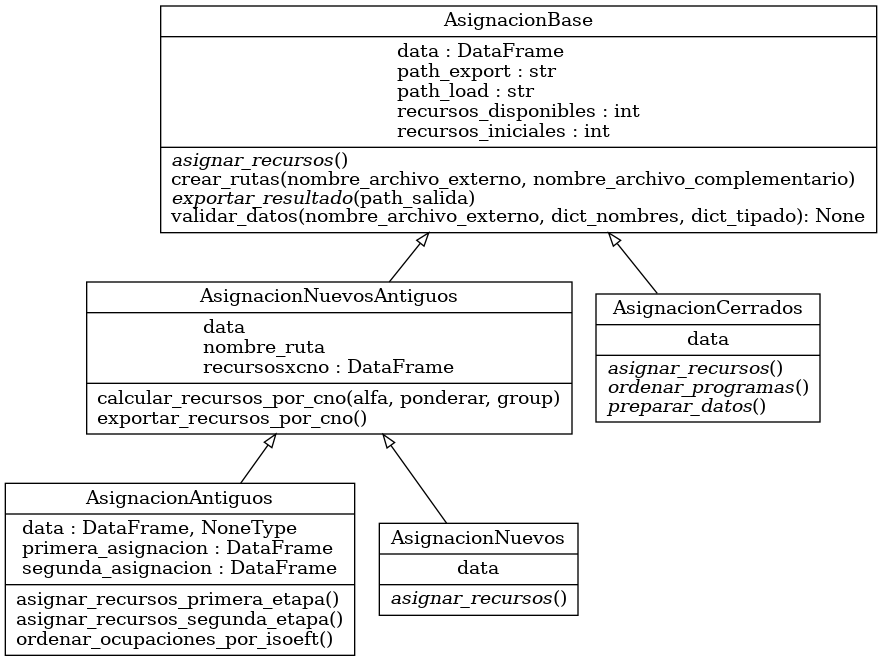 AsignacionBase
data : DataFrame
path_export : str
path_load : str
recursos_disponibles : int
recursos_iniciales : int
asignar_recursos()
crear_rutas(nombre_archivo_externo, nombre_archivo_complementario)
exportar_resultado(path_salida)
validar_datos(nombre_archivo_externo, dict_nombres, dict_tipado): None
AsignacionNuevosAntiguos
data
nombre_ruta
recursosxcno : DataFrame
calcular_recursos_por_cno(alfa, ponderar, group)
exportar_recursos_por_cno()
AsignacionCerrados
data
asignar_recursos()
ordenar_programas()
preparar_datos()
AsignacionAntiguos
data : DataFrame, NoneType
primera_asignacion : DataFrame
segunda_asignacion : DataFrame
asignar_recursos_primera_etapa()
asignar_recursos_segunda_etapa()
ordenar_ocupaciones_por_isoeft()
AsignacionNuevos
data
asignar_recursos()